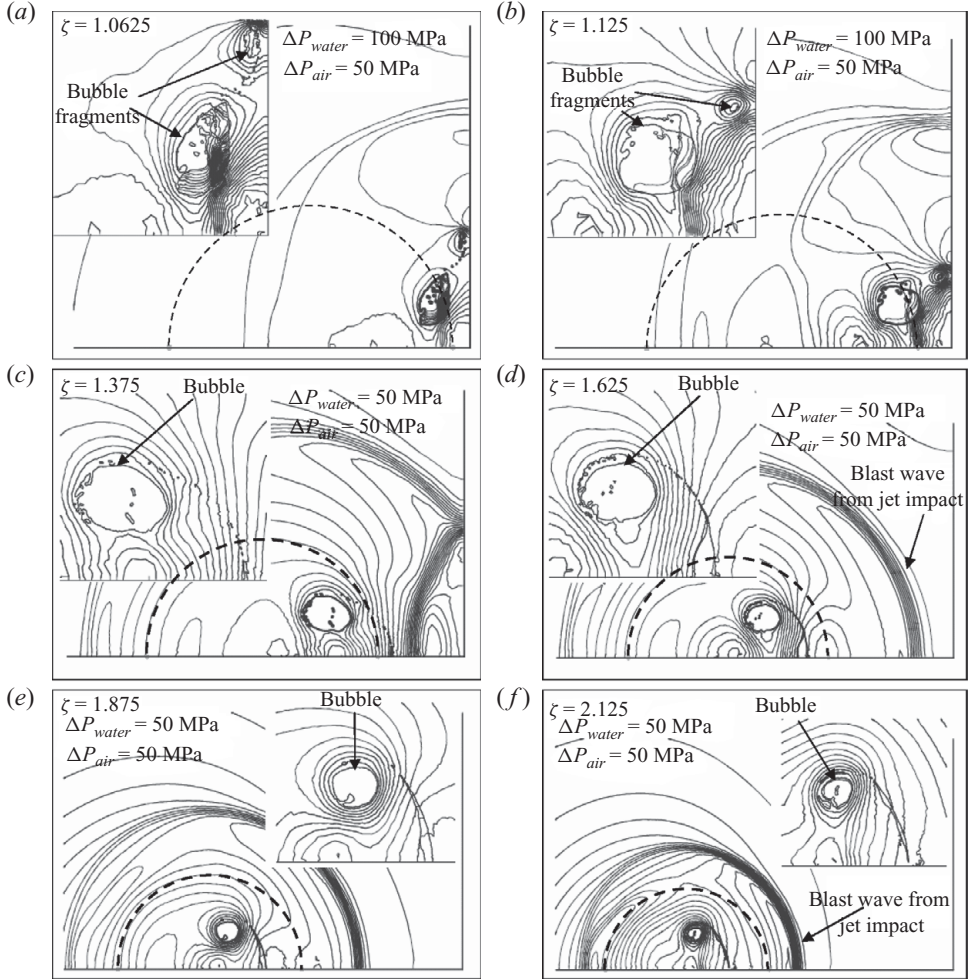 (a)
ζ = 1.0625
ΔP_water = 100 MPa
ΔP_air = 50 MPa
Bubble
fragments
(b)
ζ = 1.125
ΔP_water = 100 MPa
ΔP_air = 50 MPa
Bubble
fragments
(c)
ζ = 1.375
Bubble
ΔP_water = 50 MPa
ΔP_air = 50 MPa
(d)
ζ = 1.625
Bubble
ΔP_water = 50 MPa
ΔP_air = 50 MPa
Blast wave
from jet impact
(e)
ζ = 1.875
ΔP_water = 50 MPa
ΔP_air = 50 MPa
Bubble
(f)
ζ = 2.125
ΔP_water = 50 MPa
ΔP_air = 50 MPa
Bubble
Blast wave from
jet impact